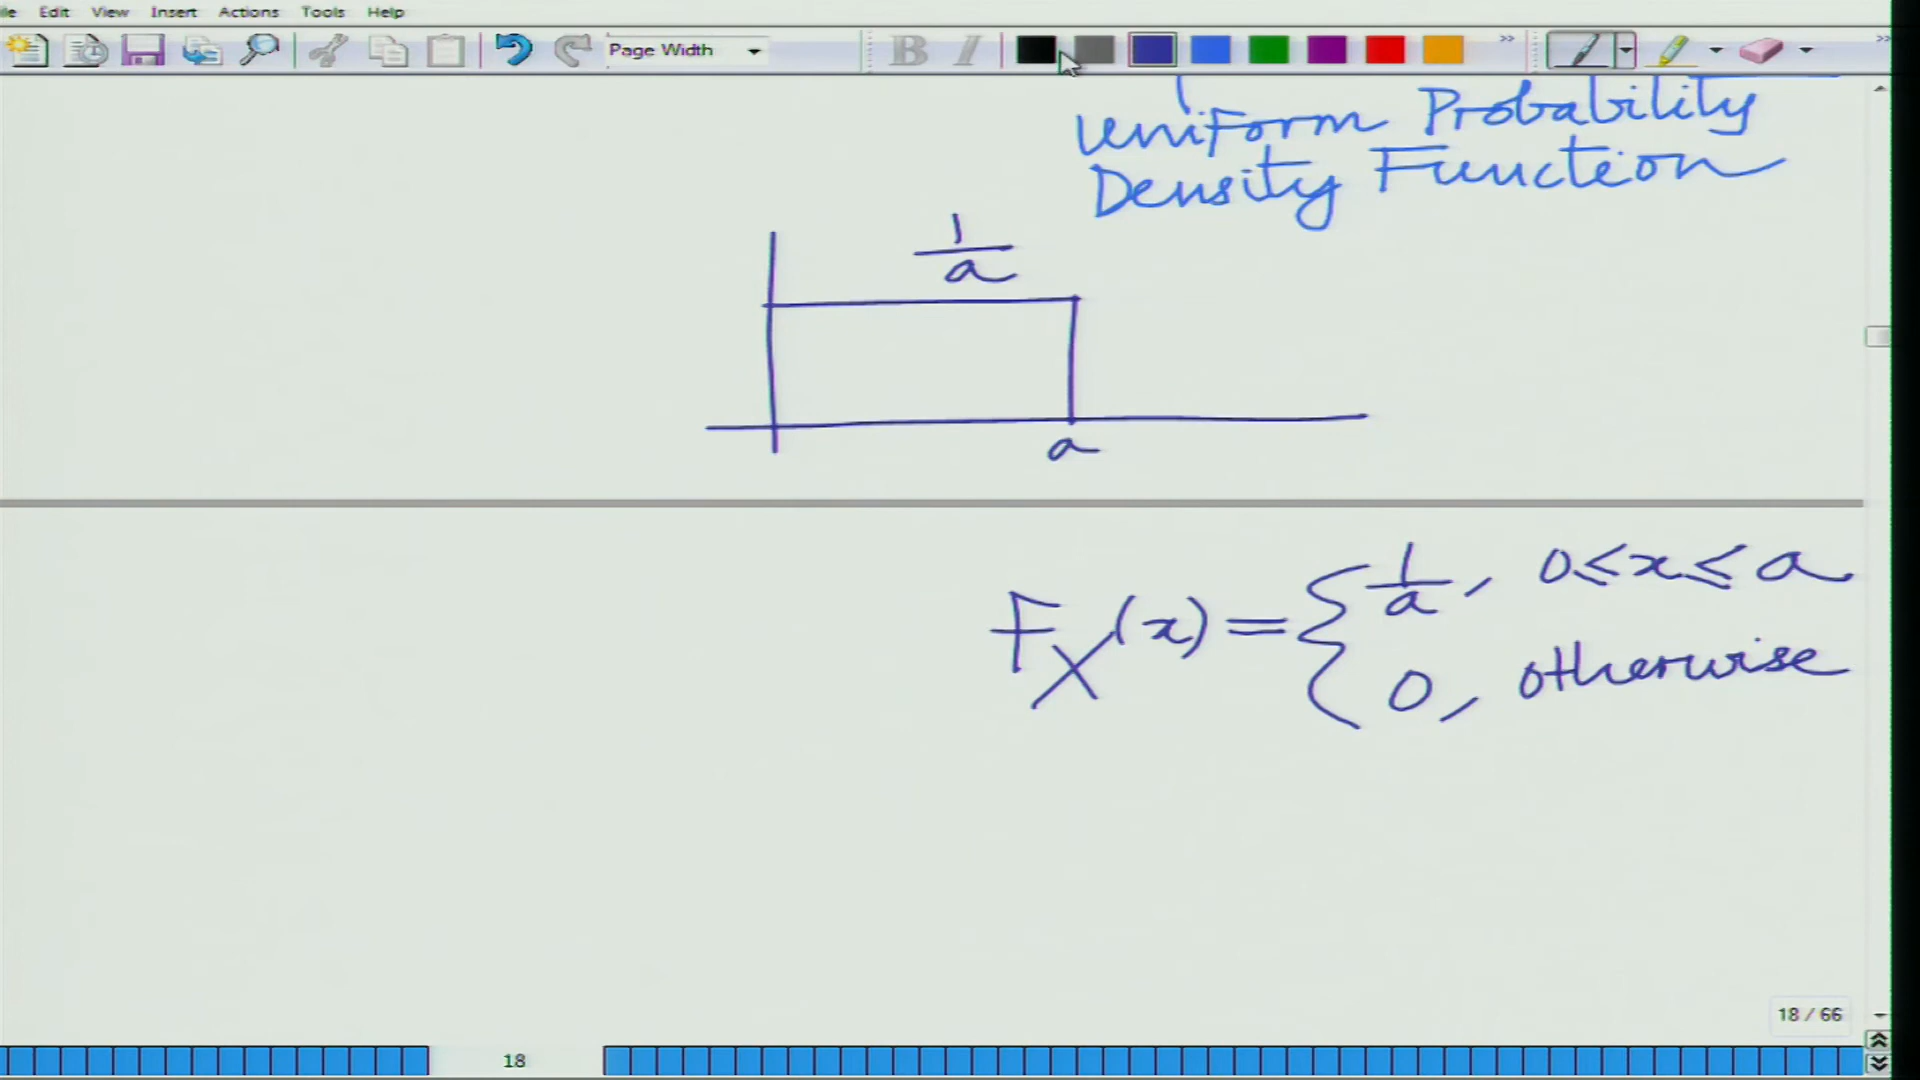 le Edit View Insert Actions Tools Help
Page Width B I
Uniform Probability
Density Function
1/a
a
F_X(x) = { 1/a, 0≤x≤a
0, otherwise
18 / 66
18